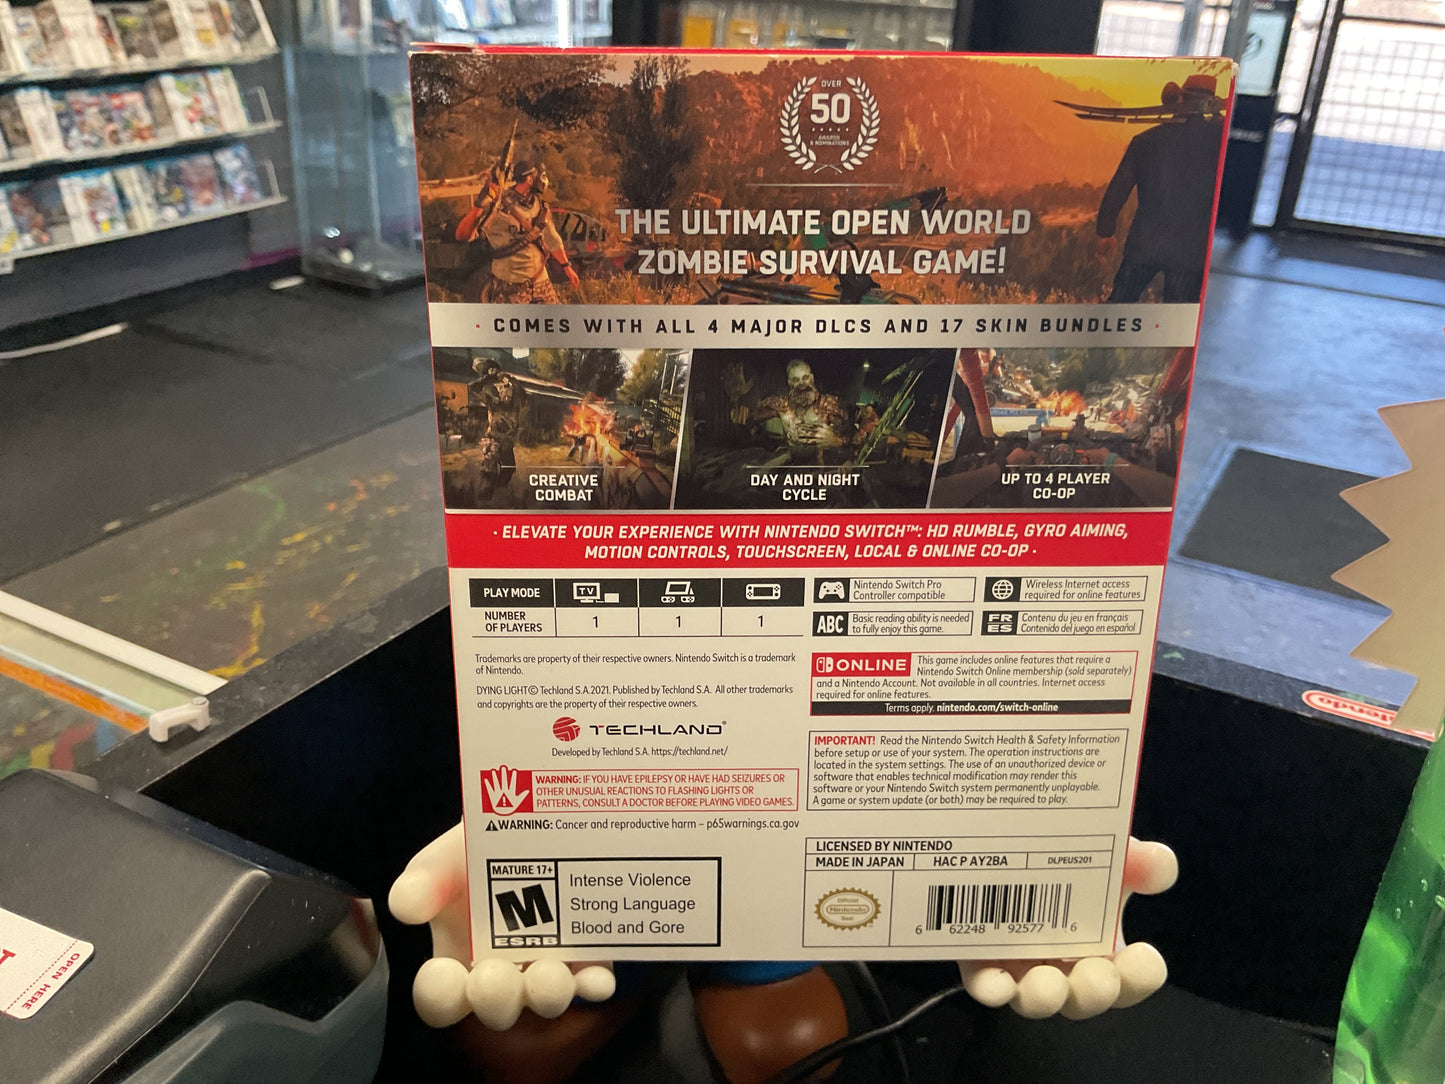 OVER
50
AWARDS
& NOMINATIONS
THE ULTIMATE OPEN WORLD
ZOMBIE SURVIVAL GAME!
· COMES WITH ALL 4 MAJOR DLCS AND 17 SKIN BUNDLES ·
CREATIVE
COMBAT
DAY AND NIGHT
CYCLE
UP TO 4 PLAYER
CO-OP
· ELEVATE YOUR EXPERIENCE WITH NINTENDO SWITCH™: HD RUMBLE, GYRO AIMING,
MOTION CONTROLS, TOUCHSCREEN, LOCAL & ONLINE CO-OP ·
PLAY MODE
TV
NUMBER
OF PLAYERS
1
1
1
Nintendo Switch Pro
Controller compatible
Wireless Internet access
required for online features
ABC
Basic reading ability is needed
to fully enjoy this game.
FR
ES
Contenu du jeu en français
Contenido del juego en español
Trademarks are property of their respective owners. Nintendo Switch is a trademark
of Nintendo.
DYING LIGHT© Techland S.A.2021. Published by Techland S.A. All other trademarks
and copyrights are the property of their respective owners.
TECHLAND
Developed by Techland S.A. https://techland.net/
ONLINE
This game includes online features that require a
Nintendo Switch Online membership (sold separately)
and a Nintendo Account. Not available in all countries. Internet access
required for online features.
Terms apply. nintendo.com/switch-online
WARNING: IF YOU HAVE EPILEPSY OR HAVE HAD SEIZURES OR
OTHER UNUSUAL REACTIONS TO FLASHING LIGHTS OR
PATTERNS, CONSULT A DOCTOR BEFORE PLAYING VIDEO GAMES.
WARNING: Cancer and reproductive harm – p65warnings.ca.gov
IMPORTANT! Read the Nintendo Switch Health & Safety Information
before setup or use of your system. The operation instructions are
located in the system settings. The use of an unauthorized device or
software that enables technical modification may render this
software or your Nintendo Switch system permanently unplayable.
A game or system update (or both) may be required to play.
MATURE 17+
M
ESRB
Intense Violence
Strong Language
Blood and Gore
LICENSED BY NINTENDO
MADE IN JAPAN
HAC P AY2BA
DLPEUS201
Official
Nintendo
Seal
6 62248 92577 6
OPEN HERE